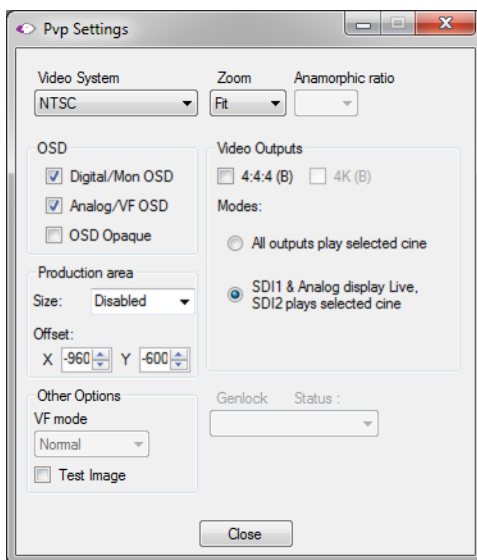 Pvp Settings
Video System
Zoom
Anamorphic ratio
NTSC
Fit
OSD
Digital/Mon OSD
Analog/VF OSD
OSD Opaque
Video Outputs
4:4:4 (B)
4K (B)
Modes:
All outputs play selected cine
SDI1 & Analog display Live,
SDI2 plays selected cine
Production area
Size:
Disabled
Offset:
X -960 Y -600
Other Options
VF mode
Normal
Test Image
Genlock
Status :
Close